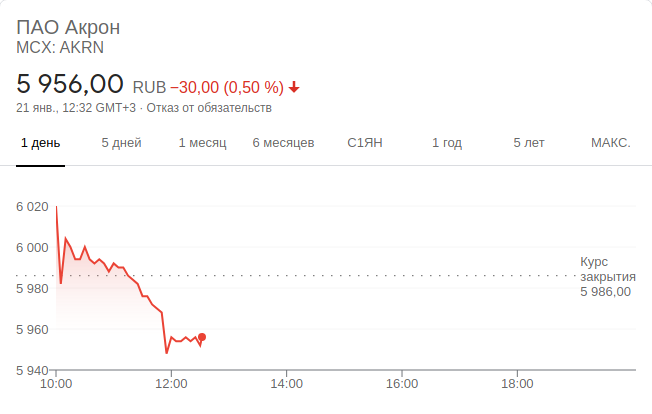 ПАО Акрон
MCX: AKRN
5 956,00 RUB −30,00 (0,50 %)
21 янв., 12:32 GMT+3 · Отказ от обязательств
1 день 5 дней 1 месяц 6 месяцев С1ЯН 1 год 5 лет МАКС.
6 020
6 000
Курс
закрытия
5 986,00
5 980
5 960
5 940
10:00 12:00 14:00 16:00 18:00